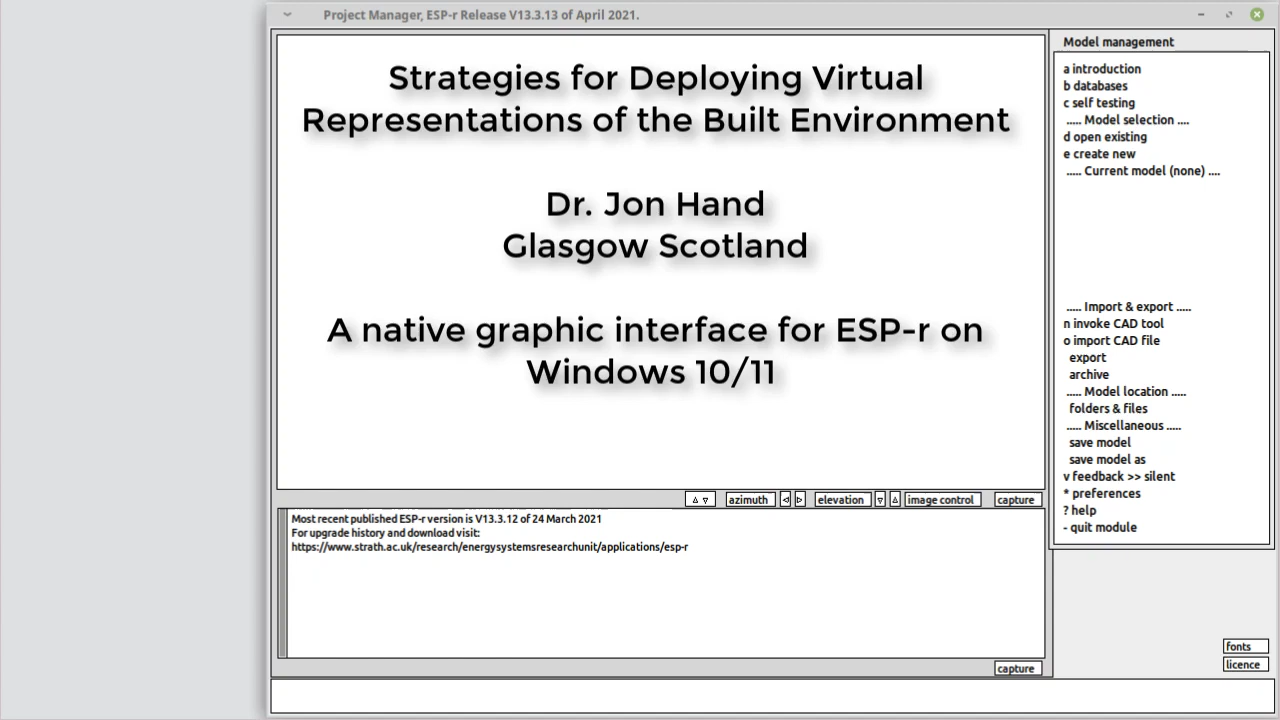 Project Manager, ESP-r Release V13.3.13 of April 2021.
Strategies for Deploying Virtual
Representations of the Built Environment
Dr. Jon Hand
Glasgow Scotland
A native graphic interface for ESP-r on
Windows 10/11
azimuth
elevation
image control
capture
Most recent published ESP-r version is V13.3.12 of 24 March 2021
For upgrade history and download visit:
https://www.strath.ac.uk/research/energysystemsresearchunit/applications/esp-r
capture
Model management
a introduction
b databases
c self testing
..... Model selection ....
d open existing
e create new
..... Current model (none) ....
..... Import & export .....
n invoke CAD tool
o import CAD file
export
archive
..... Model location .....
folders & files
..... Miscellaneous .....
save model
save model as
v feedback >> silent
* preferences
? help
- quit module
fonts
licence